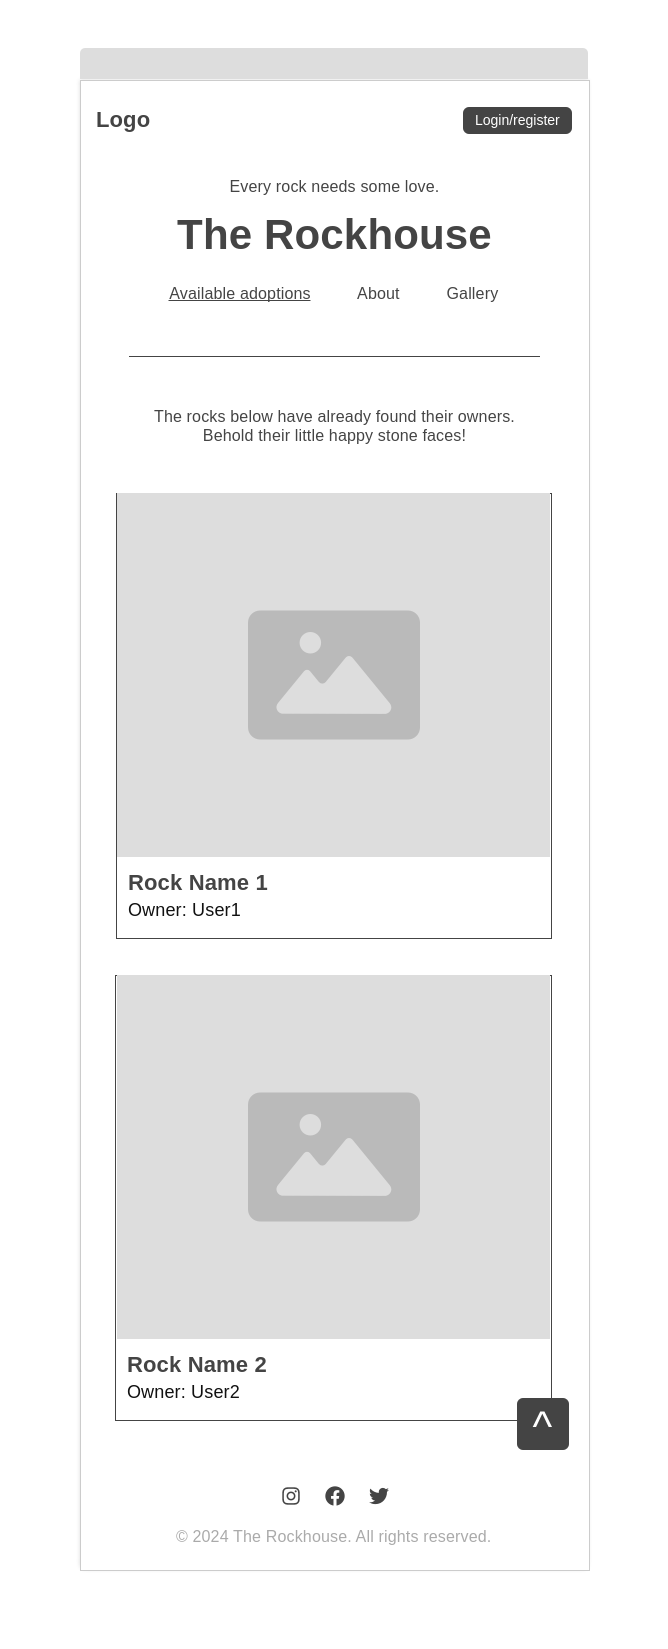 Logo
Login/register
Every rock needs some love.
The Rockhouse
Available adoptions About Gallery
The rocks below have already found their owners.
Behold their little happy stone faces!
Rock Name 1
Owner: User1
Rock Name 2
Owner: User2
^
© 2024 The Rockhouse. All rights reserved.